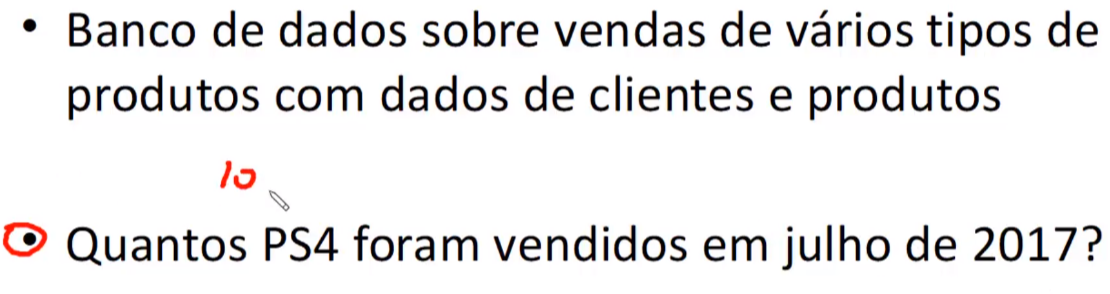 • Banco de dados sobre vendas de vários tipos de
produtos com dados de clientes e produtos
10
• Quantos PS4 foram vendidos em julho de 2017?